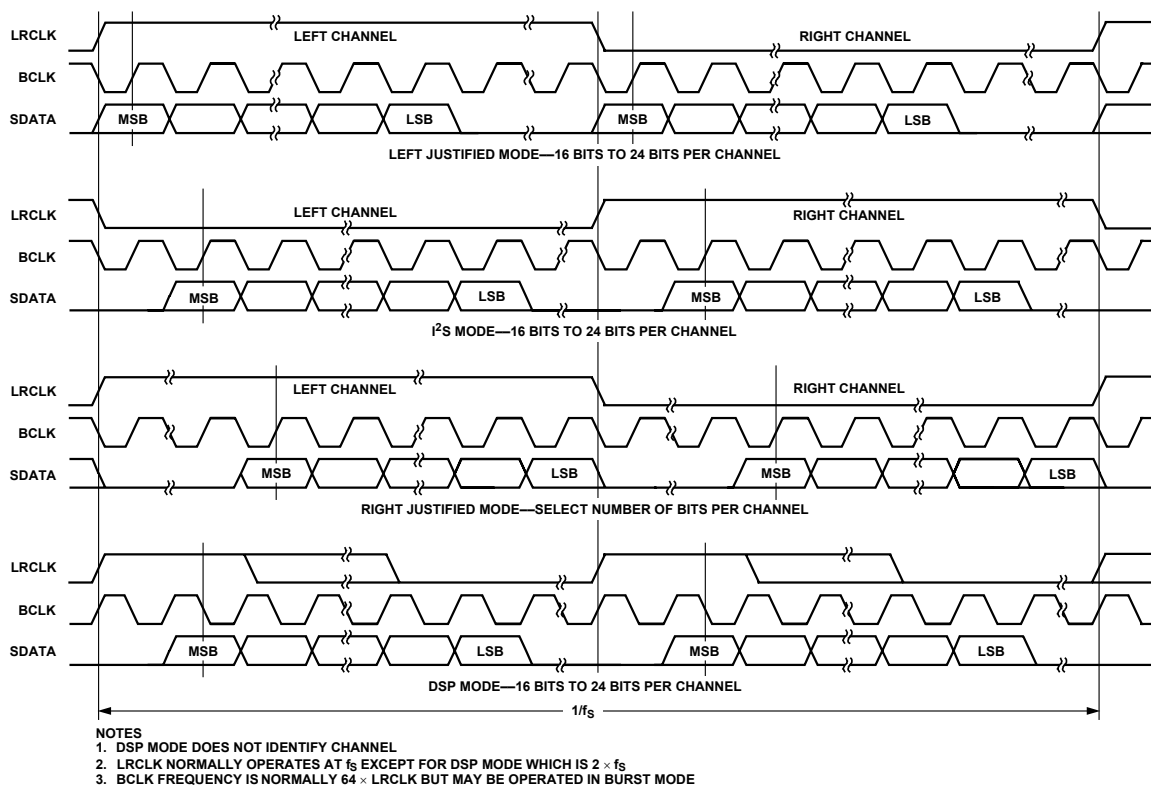 LRCLK LEFT CHANNEL RIGHT CHANNEL
BCLK
SDATA MSB LSB MSB LSB
LEFT JUSTIFIED MODE—16 BITS TO 24 BITS PER CHANNEL
LRCLK LEFT CHANNEL RIGHT CHANNEL
BCLK
SDATA MSB LSB MSB LSB
I²S MODE—16 BITS TO 24 BITS PER CHANNEL
LRCLK LEFT CHANNEL RIGHT CHANNEL
BCLK
SDATA MSB LSB MSB LSB
RIGHT JUSTIFIED MODE—SELECT NUMBER OF BITS PER CHANNEL
LRCLK
BCLK
SDATA MSB LSB MSB LSB
DSP MODE—16 BITS TO 24 BITS PER CHANNEL
1/fS
NOTES
1. DSP MODE DOES NOT IDENTIFY CHANNEL
2. LRCLK NORMALLY OPERATES AT fS EXCEPT FOR DSP MODE WHICH IS 2 × fS
3. BCLK FREQUENCY IS NORMALLY 64 × LRCLK BUT MAY BE OPERATED IN BURST MODE